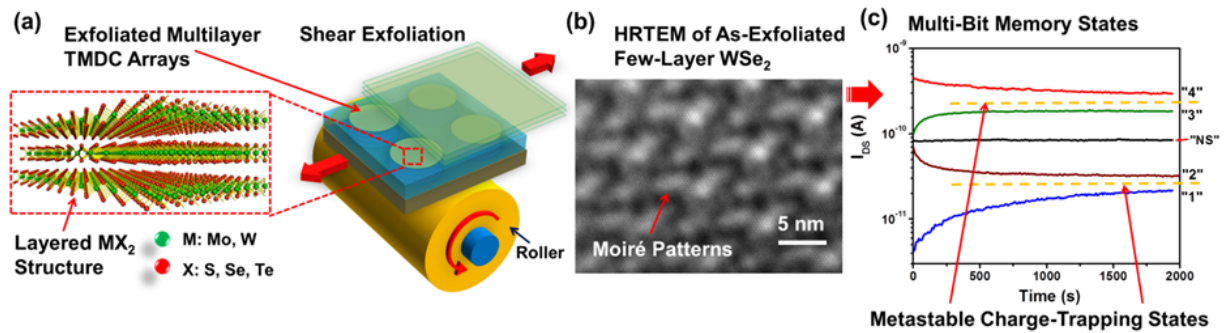 (a)
Exfoliated Multilayer
TMDC Arrays
Shear Exfoliation
Layered MX₂
Structure
M: Mo, W
X: S, Se, Te
Roller
(b)
HRTEM of As-Exfoliated
Few-Layer WSe₂
Moiré Patterns
5 nm
(c)
Multi-Bit Memory States
10⁻⁹
10⁻¹⁰
10⁻¹¹
I_DS (A)
"4"
"3"
"NS"
"2"
"1"
0 500 1000 1500 2000
Time (s)
Metastable Charge-Trapping States